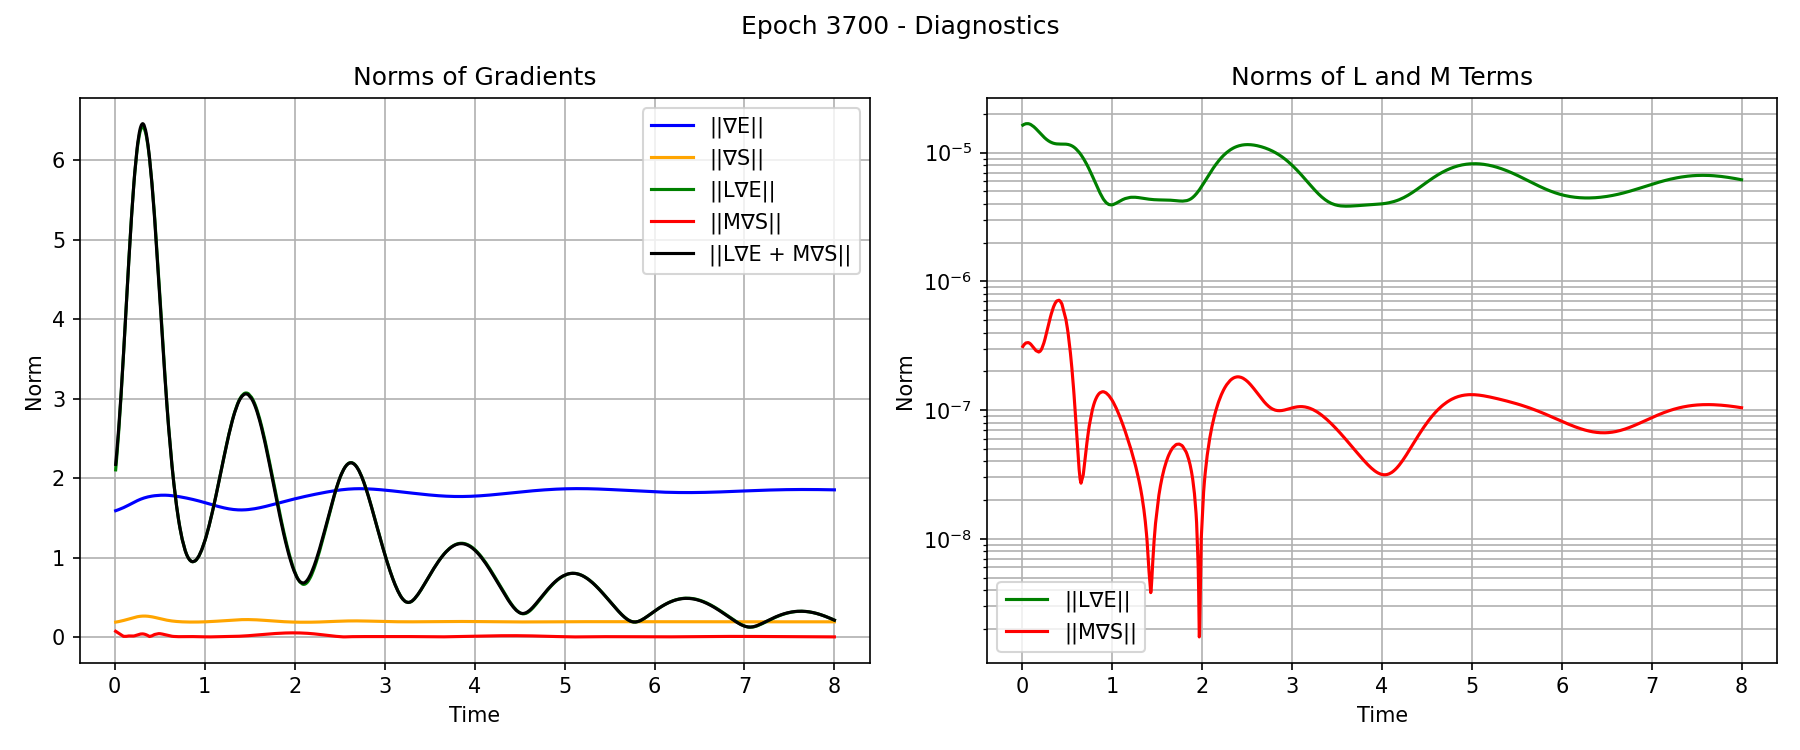 Epoch 3700 - Diagnostics
Norms of Gradients
Norm
6
5
4
3
2
1
0
||∇E||
||∇S||
||L∇E||
||M∇S||
||L∇E + M∇S||
0 1 2 3 4 5 6 7 8
Time
Norms of L and M Terms
Norm
10⁻⁵
10⁻⁶
10⁻⁷
10⁻⁸
||L∇E||
||M∇S||
0 1 2 3 4 5 6 7 8
Time